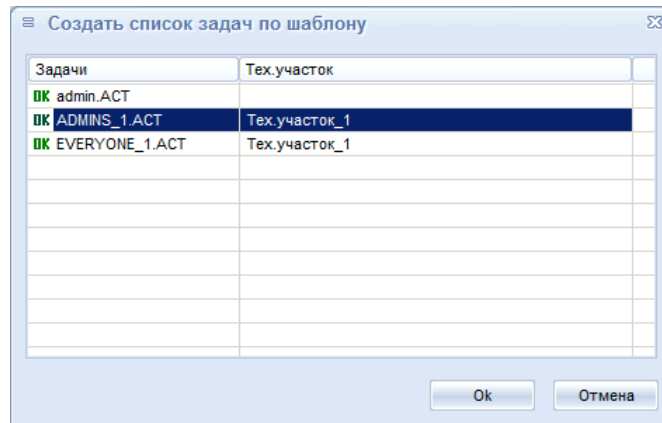 Создать список задач по шаблону
Задачи Тех.участок
OK admin.ACT
OK ADMINS_1.ACT Тех.участок_1
OK EVERYONE_1.ACT Тех.участок_1
Ok Отмена